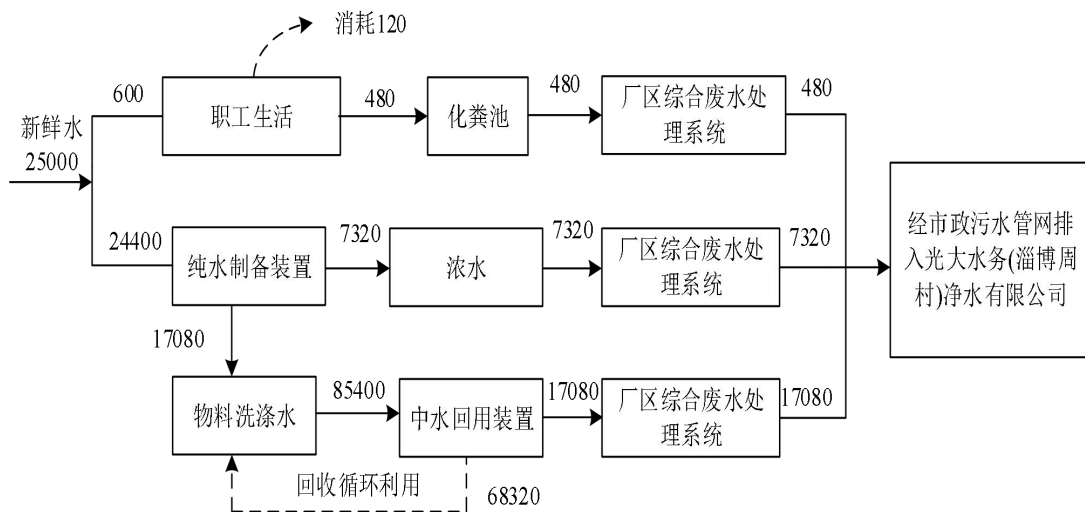 消耗120
600
职工生活
480
化粪池
480
厂区综合废水处
理系统
480
新鲜水
25000
24400
纯水制备装置
7320
浓水
7320
厂区综合废水处
理系统
7320
经市政污水管网排
入光大水务(淄博周
村)净水有限公司
17080
物料洗涤水
85400
中水回用装置
17080
厂区综合废水处
理系统
17080
回收循环利用
68320